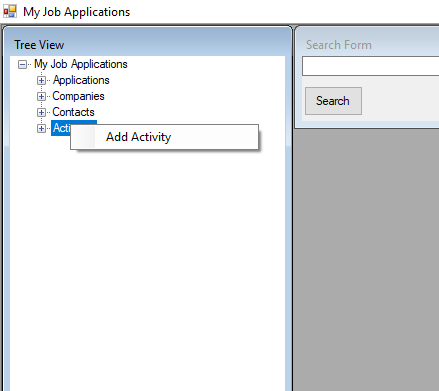 My Job Applications
Tree View
My Job Applications
Applications
Companies
Contacts
Add Activity
Search Form
Search